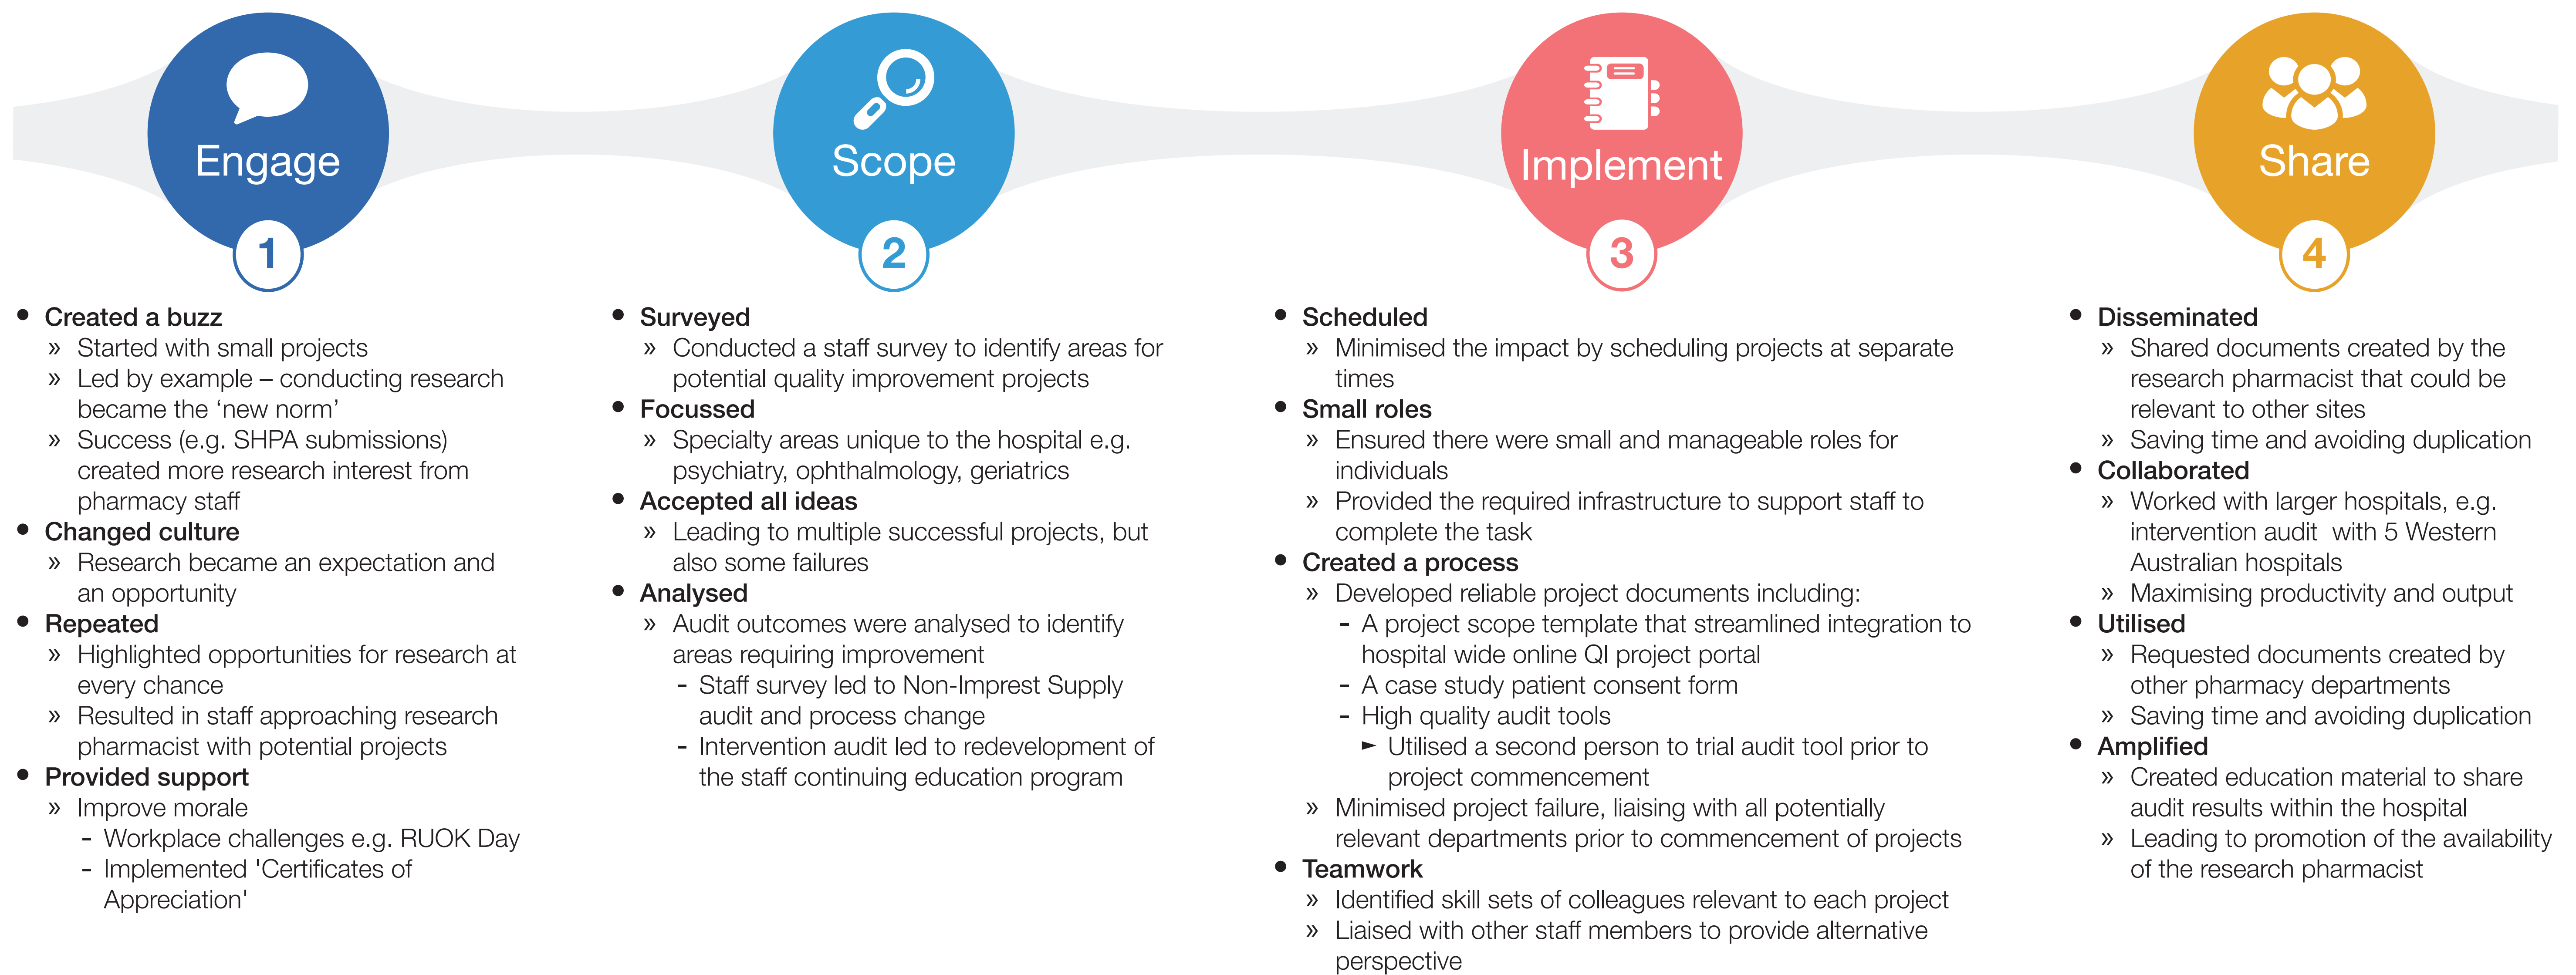 Engage
1
• Created a buzz
» Started with small projects
» Led by example – conducting research
became the ‘new norm’
» Success (e.g. SHPA submissions)
created more research interest from
pharmacy staff
• Changed culture
» Research became an expectation and
an opportunity
• Repeated
» Highlighted opportunities for research at
every chance
» Resulted in staff approaching research
pharmacist with potential projects
• Provided support
» Improve morale
- Workplace challenges e.g. RUOK Day
- Implemented 'Certificates of
Appreciation'
Scope
2
• Surveyed
» Conducted a staff survey to identify areas for
potential quality improvement projects
• Focussed
» Specialty areas unique to the hospital e.g.
psychiatry, ophthalmology, geriatrics
• Accepted all ideas
» Leading to multiple successful projects, but
also some failures
• Analysed
» Audit outcomes were analysed to identify
areas requiring improvement
- Staff survey led to Non-Imprest Supply
audit and process change
- Intervention audit led to redevelopment of
the staff continuing education program
Implement
3
• Scheduled
» Minimised the impact by scheduling projects at separate
times
• Small roles
» Ensured there were small and manageable roles for
individuals
» Provided the required infrastructure to support staff to
complete the task
• Created a process
» Developed reliable project documents including:
- A project scope template that streamlined integration to
hospital wide online QI project portal
- A case study patient consent form
- High quality audit tools
► Utilised a second person to trial audit tool prior to
project commencement
» Minimised project failure, liaising with all potentially
relevant departments prior to commencement of projects
• Teamwork
» Identified skill sets of colleagues relevant to each project
» Liaised with other staff members to provide alternative
perspective
Share
4
• Disseminated
» Shared documents created by the
research pharmacist that could be
relevant to other sites
» Saving time and avoiding duplication
• Collaborated
» Worked with larger hospitals, e.g.
intervention audit  with 5 Western
Australian hospitals
» Maximising productivity and output
• Utilised
» Requested documents created by
other pharmacy departments
» Saving time and avoiding duplication
• Amplified
» Created education material to share
audit results within the hospital
» Leading to promotion of the availability
of the research pharmacist